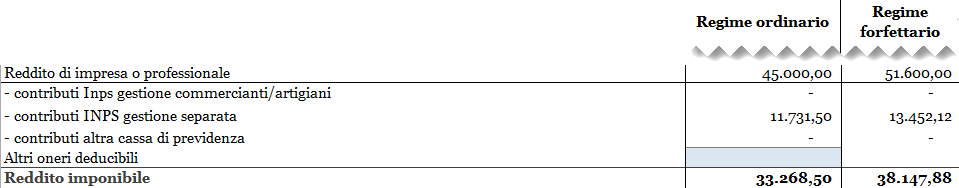 Regime ordinario Regime forfettario
Reddito di impresa o professionale 45.000,00 51.600,00
- contributi Inps gestione commercianti/artigiani - -
- contributi INPS gestione separata 11.731,50 13.452,12
- contributi altra cassa di previdenza - -
Altri oneri deducibili
Reddito imponibile 33.268,50 38.147,88